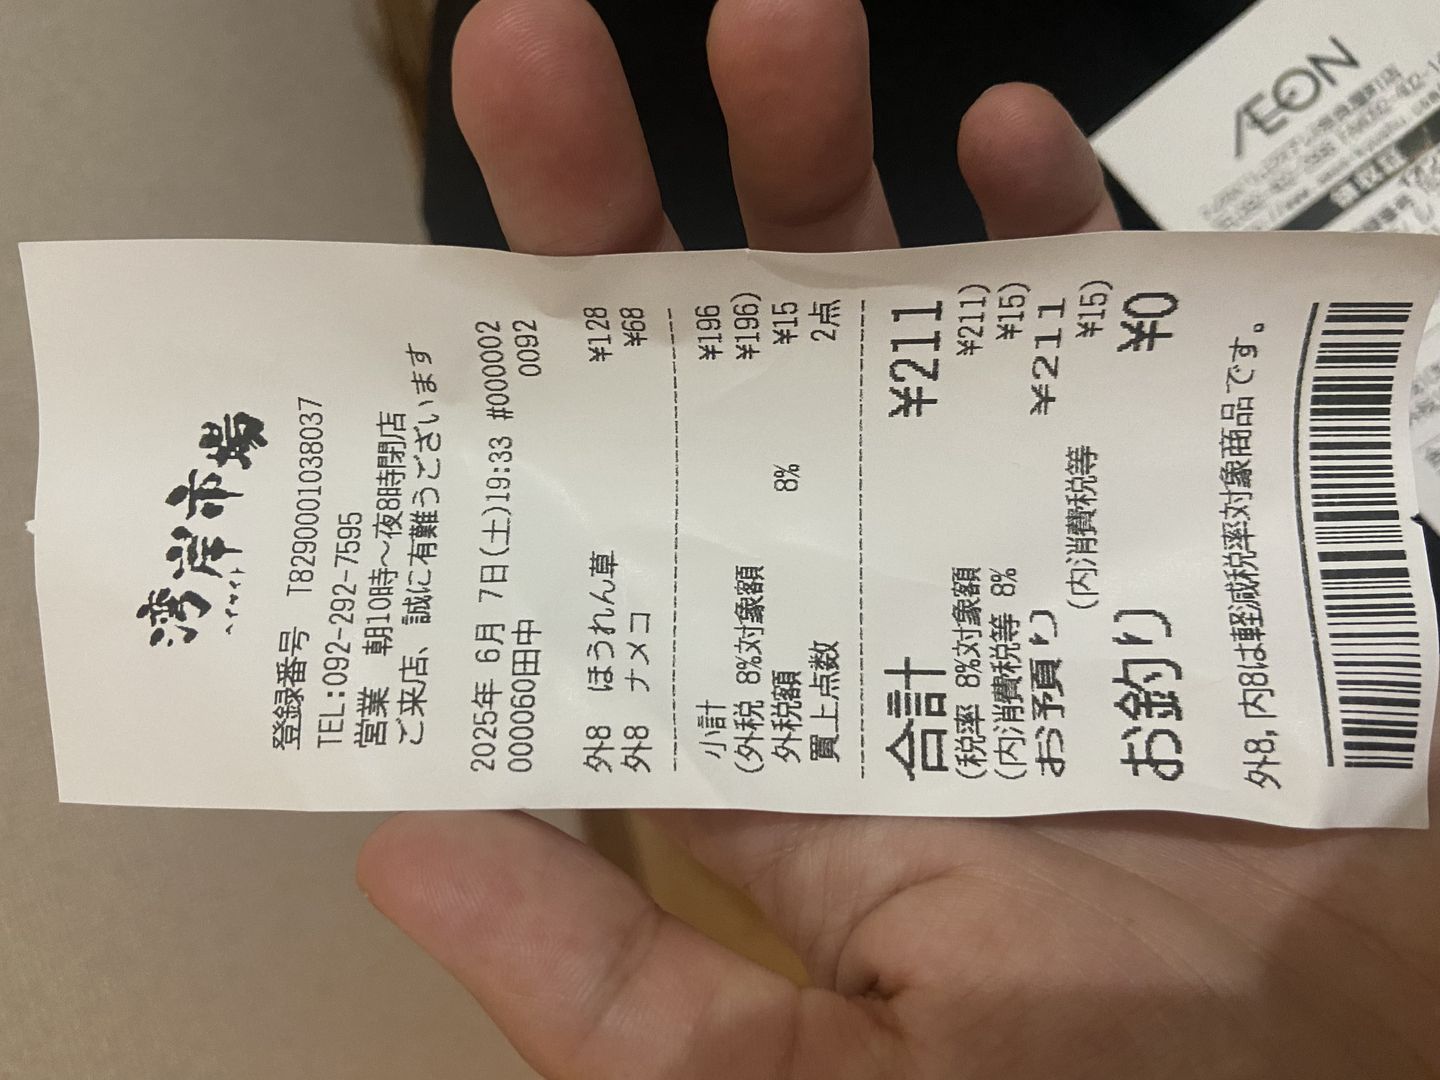 湾岸市場
ベイサイト
登録番号 T8290001038037
TEL:092-292-7595
営業 朝10時～夜8時閉店
ご来店、誠に有難うございます
2025年 6月 7日(土)19:33 #000002
000060田中 0092
外8 ほうれん草 ¥128
外8 ナメコ ¥68
小計 ¥196
(外税 8%対象額 ¥196)
外税額 8% ¥15
買上点数 2点
合計 ¥211
(税率 8%対象額 ¥211)
(内消費税等 8% ¥15)
お預り ¥211
(内消費税等 ¥15)
お釣り ¥0
外8,内8は軽減税率対象商品です。
ÆON